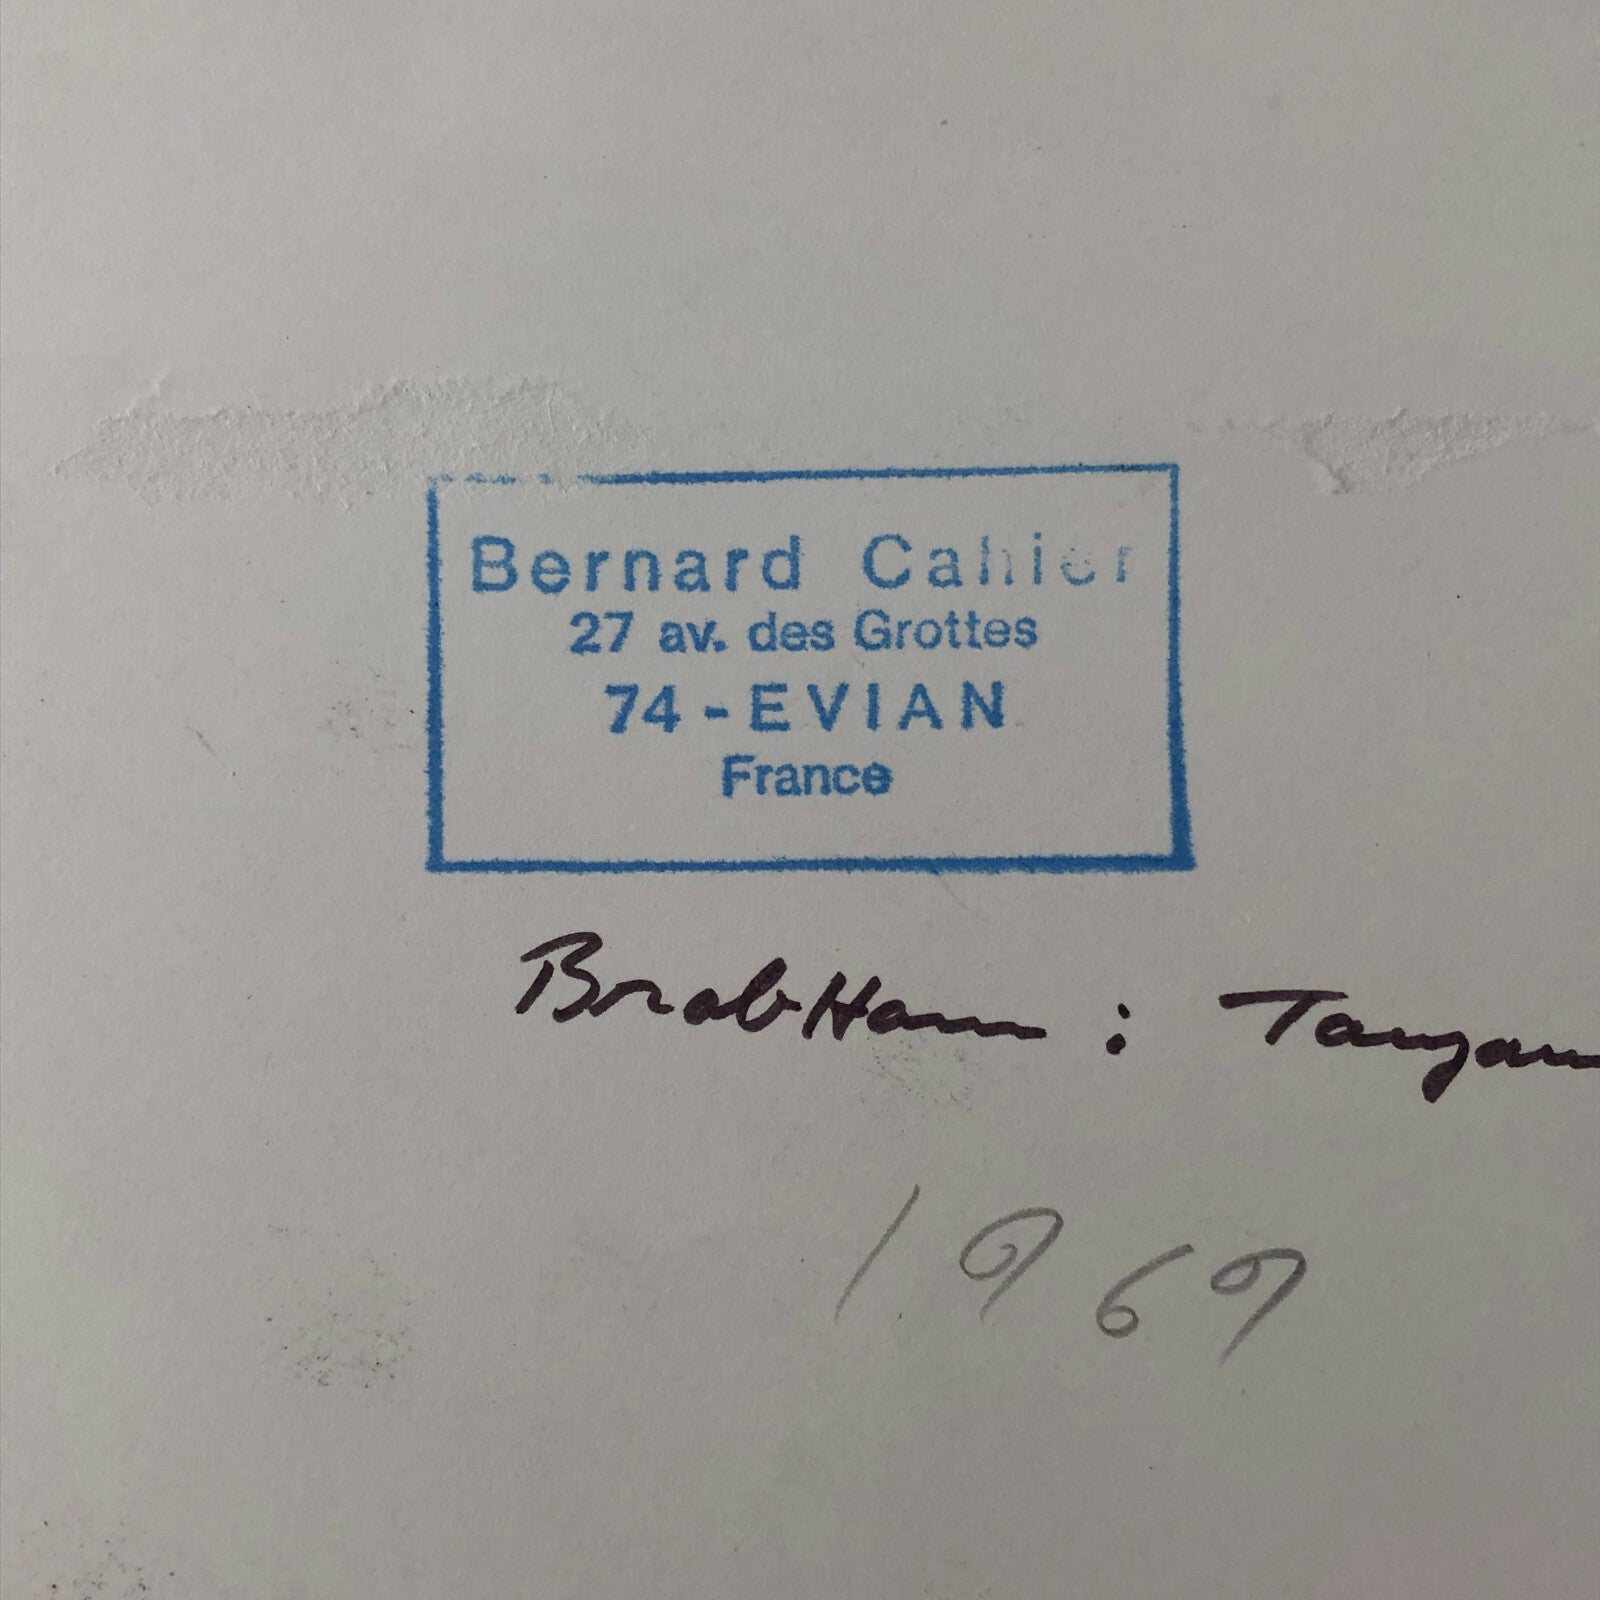 Bernard Cahier
27 av. des Grottes
74 - EVIAN
France
BrabHam :
1969